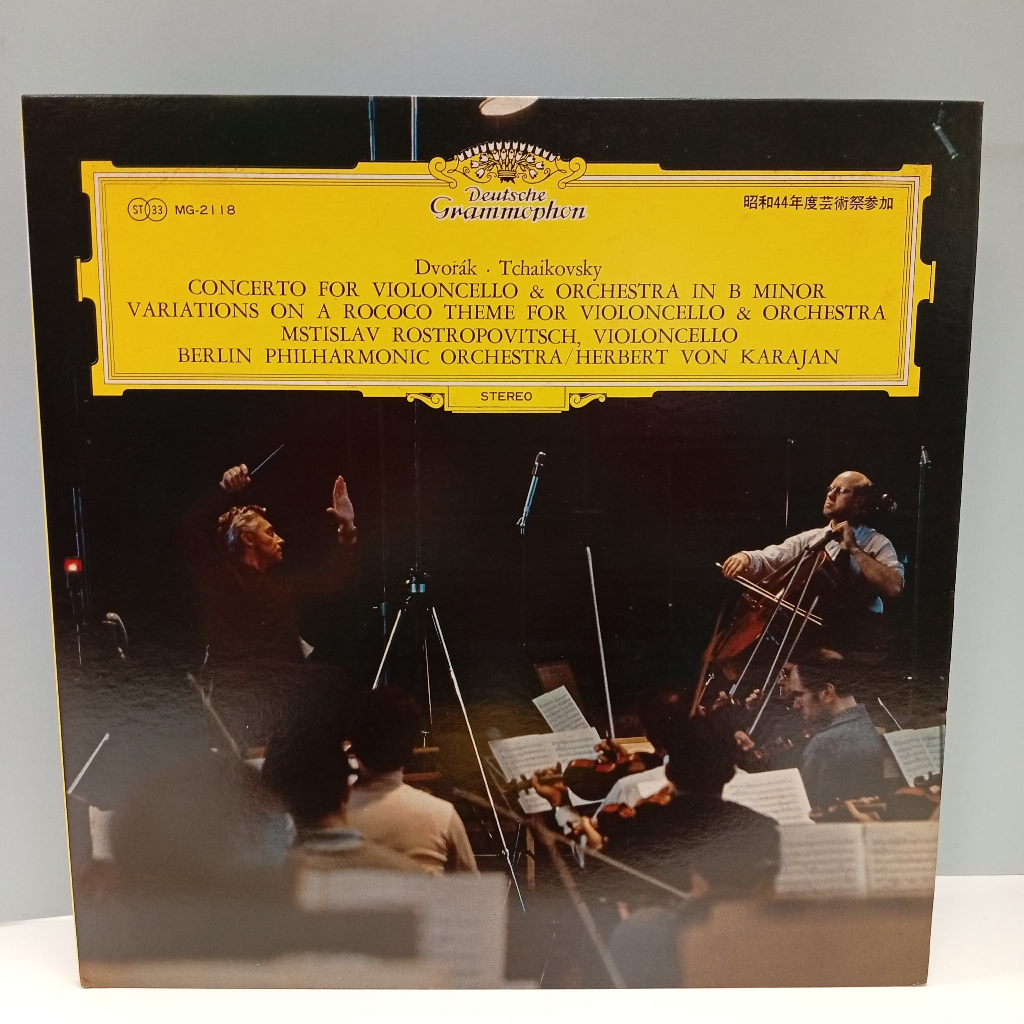 ST 33 MG-2118
Deutsche
Grammophon
昭和44年度芸術祭参加
Dvořák · Tchaikovsky
CONCERTO FOR VIOLONCELLO & ORCHESTRA IN B MINOR
VARIATIONS ON A ROCOCO THEME FOR VIOLONCELLO & ORCHESTRA
MSTISLAV ROSTROPOVITSCH, VIOLONCELLO
BERLIN PHILHARMONIC ORCHESTRA/HERBERT VON KARAJAN
STEREO